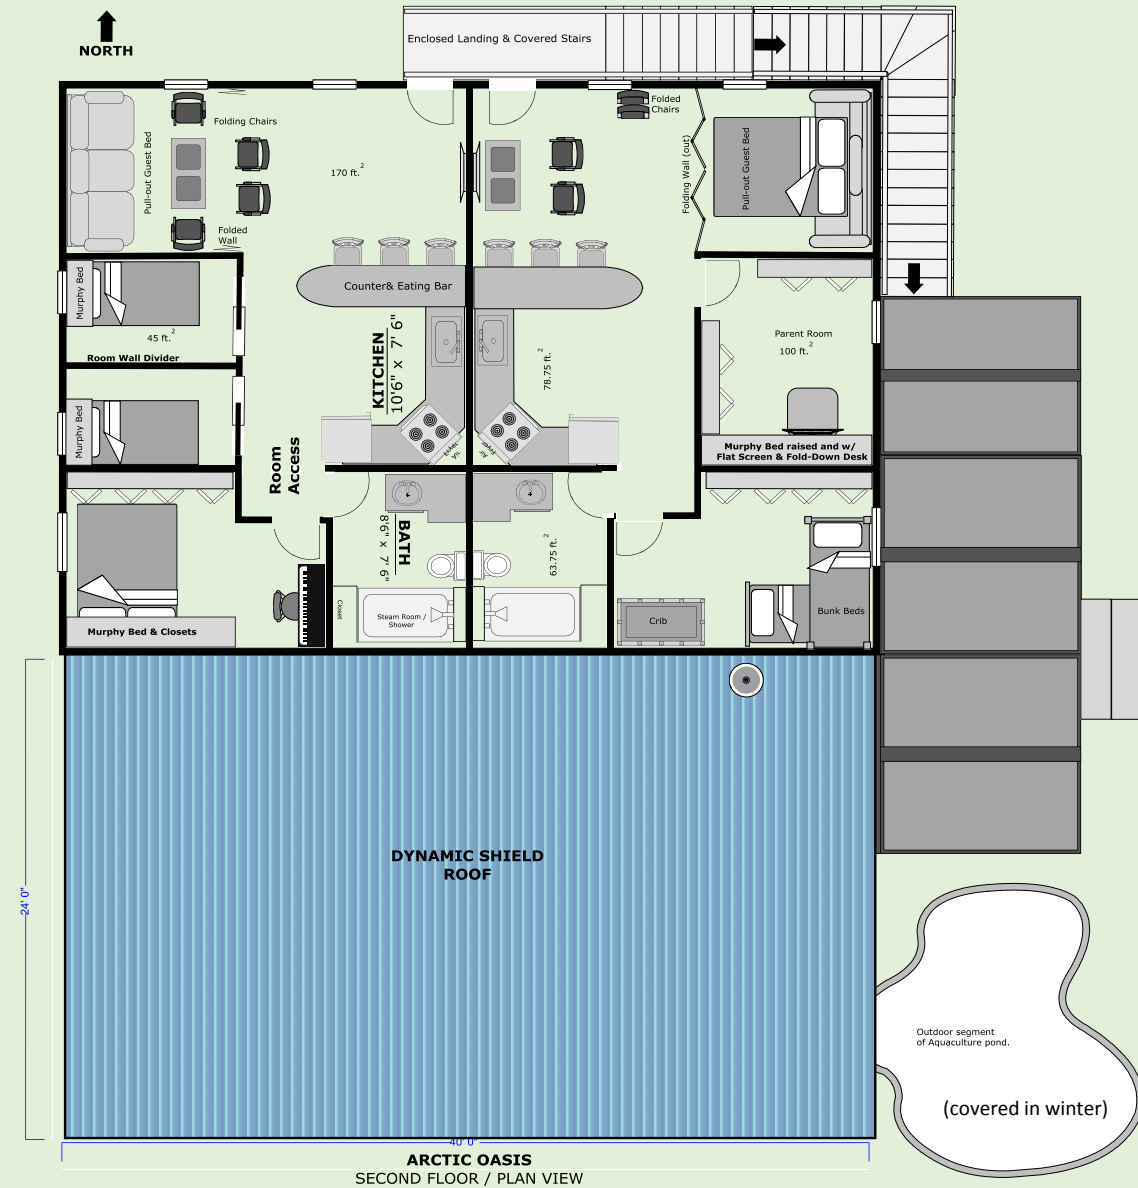 NORTH
Enclosed Landing & Covered Stairs
Folding Chairs
Pull-out Guest Bed
170 ft.2
Folded
Wall
Folded
Chairs
Folding Wall (out)
Pull-out Guest Bed
Murphy Bed
45 ft.2
Room Wall Divider
Murphy Bed
Counter& Eating Bar
KITCHEN
10'6" x 7' 6"
78.75 ft.2
Parent Room
100 ft.2
Murphy Bed raised and w/
Flat Screen & Fold-Down Desk
Room
Access
Air
Fryer
Air
Fryer
BATH
8'6" x 7' 6"
63.75 ft.2
Closet
Steam Room /
Shower
Murphy Bed & Closets
Crib
Bunk Beds
DYNAMIC SHIELD
ROOF
24' 0"
Outdoor segment
of Aquaculture pond.
(covered in winter)
40' 0"
ARCTIC OASIS
SECOND FLOOR / PLAN VIEW